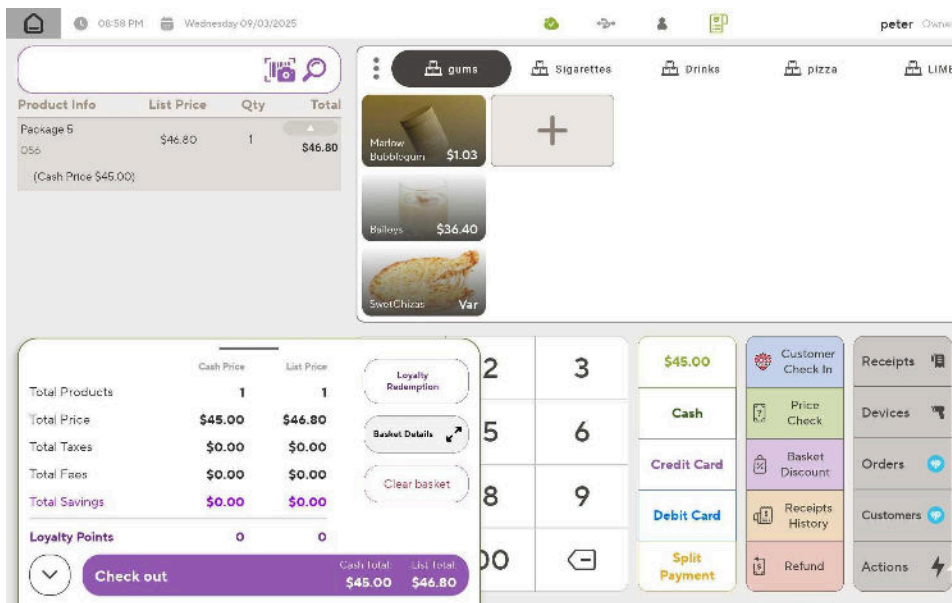 08:58 PM Wednesday 09/03/2025 peter Owne
gums Sigarettes Drinks pizza LIME
Product Info List Price Qty Total
Package 5
056
$46.80 1 $46.80
(Cash Price $45.00)
Marlow
Bubblegum $1.03
Baileys $36.40
SwetChizas Var
Cash Price List Price
Total Products 1 1
Total Price $45.00 $46.80
Total Taxes $0.00 $0.00
Total Fees $0.00 $0.00
Total Savings $0.00 $0.00
Loyalty Points 0 0
Check out
Cash Total: List Total:
$45.00 $46.80
Loyalty
Redemption
Basket Details
Clear basket
2 3
5 6
8 9
00
$45.00
Cash
Credit Card
Debit Card
Split
Payment
Customer
Check In
Price
Check
Basket
Discount
Receipts
History
Refund
Receipts
Devices
Orders
Customers
Actions